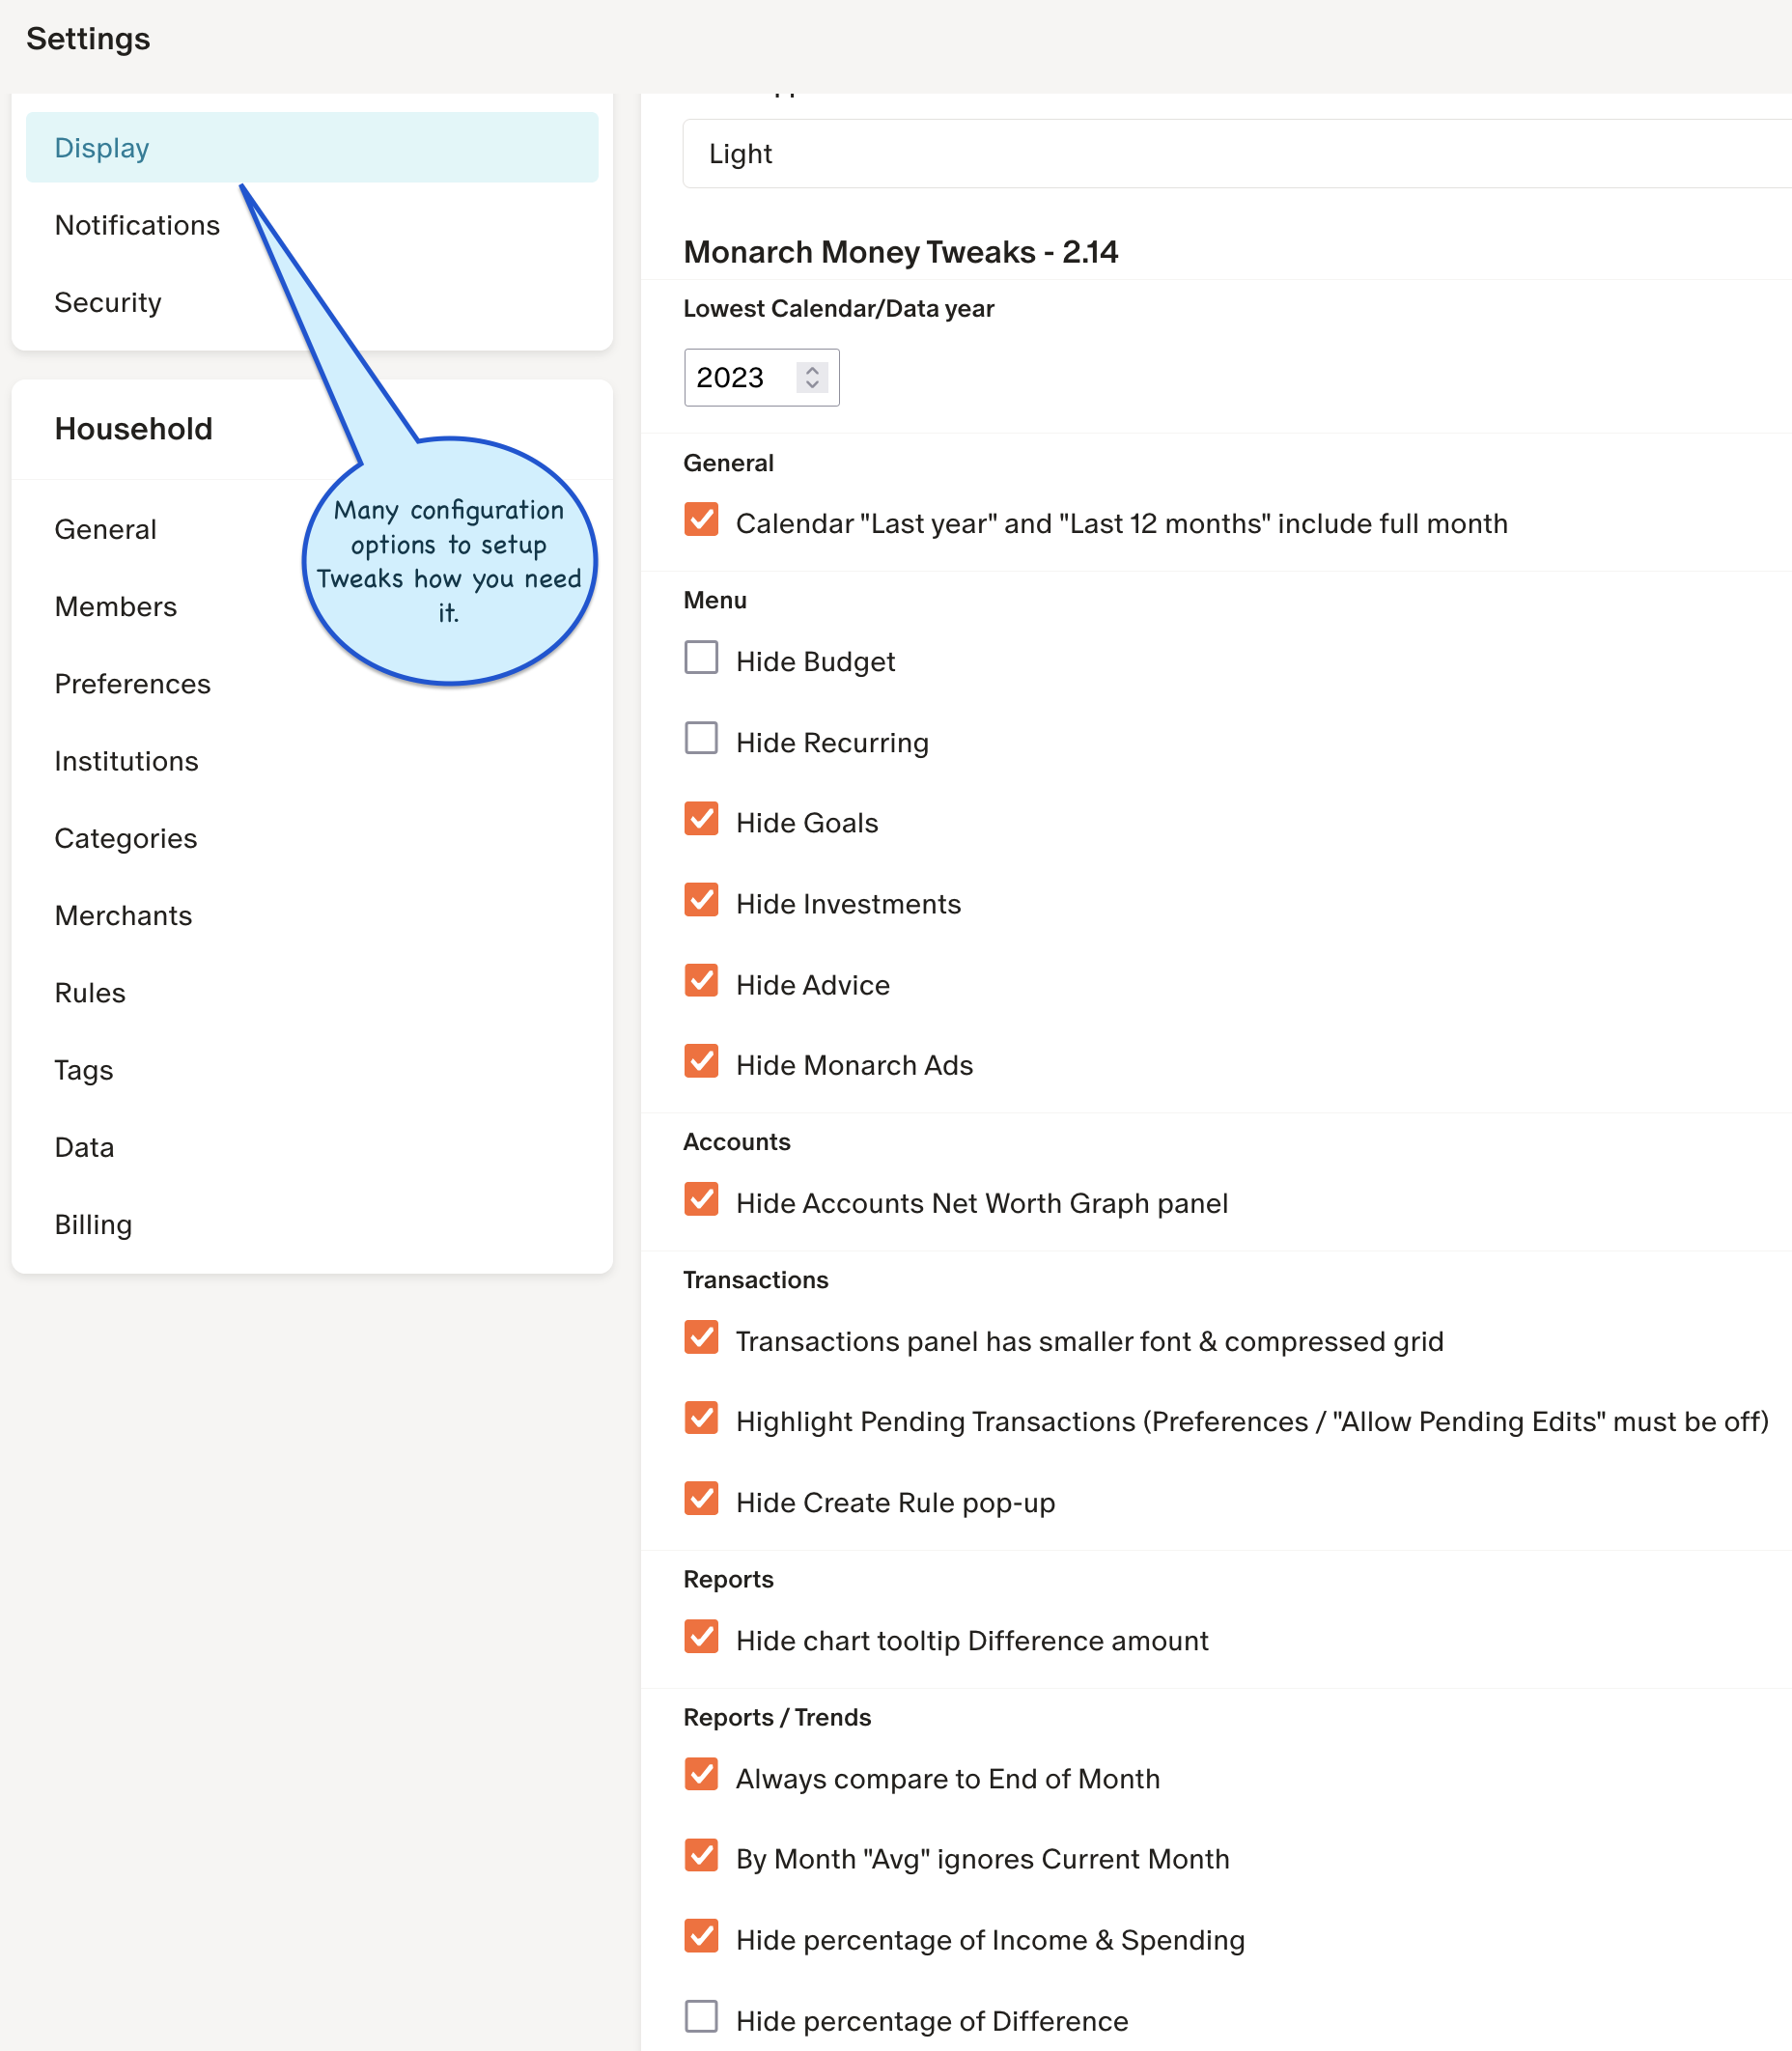 Settings
Display
Notifications
Security
Household
General
Members
Preferences
Institutions
Categories
Merchants
Rules
Tags
Data
Billing
Many configuration
options to setup
Tweaks how you need
it.
Light
Monarch Money Tweaks - 2.14
Lowest Calendar/Data year
2023
General
Calendar "Last year" and "Last 12 months" include full month
Menu
Hide Budget
Hide Recurring
Hide Goals
Hide Investments
Hide Advice
Hide Monarch Ads
Accounts
Hide Accounts Net Worth Graph panel
Transactions
Transactions panel has smaller font & compressed grid
Highlight Pending Transactions (Preferences / "Allow Pending Edits" must be off)
Hide Create Rule pop-up
Reports
Hide chart tooltip Difference amount
Reports / Trends
Always compare to End of Month
By Month "Avg" ignores Current Month
Hide percentage of Income & Spending
Hide percentage of Difference